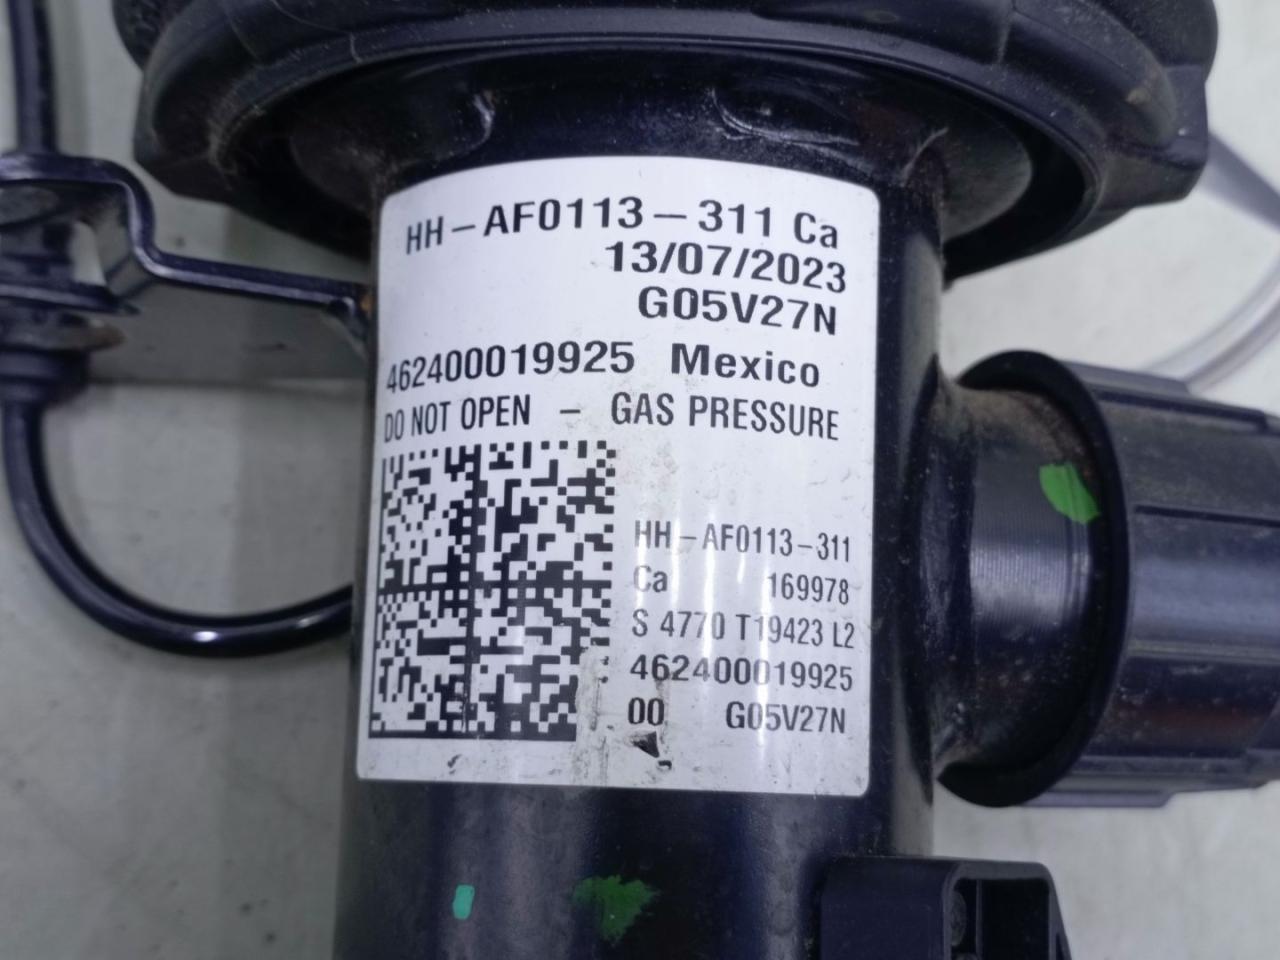 HH-AF0113-311 Ca
13/07/2023
G05V27N
462400019925 Mexico
DO NOT OPEN - GAS PRESSURE
HH-AF0113-311
Ca 169978
S 4770 T19423 L2
462400019925
00 G05V27N